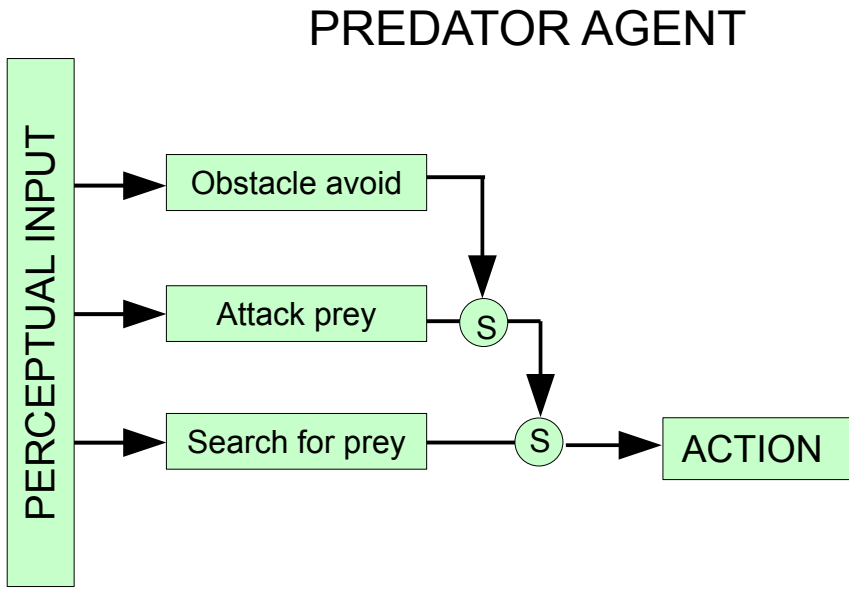 PREDATOR AGENT
PERCEPTUAL INPUT
Obstacle avoid
Attack prey
S
Search for prey
S
ACTION